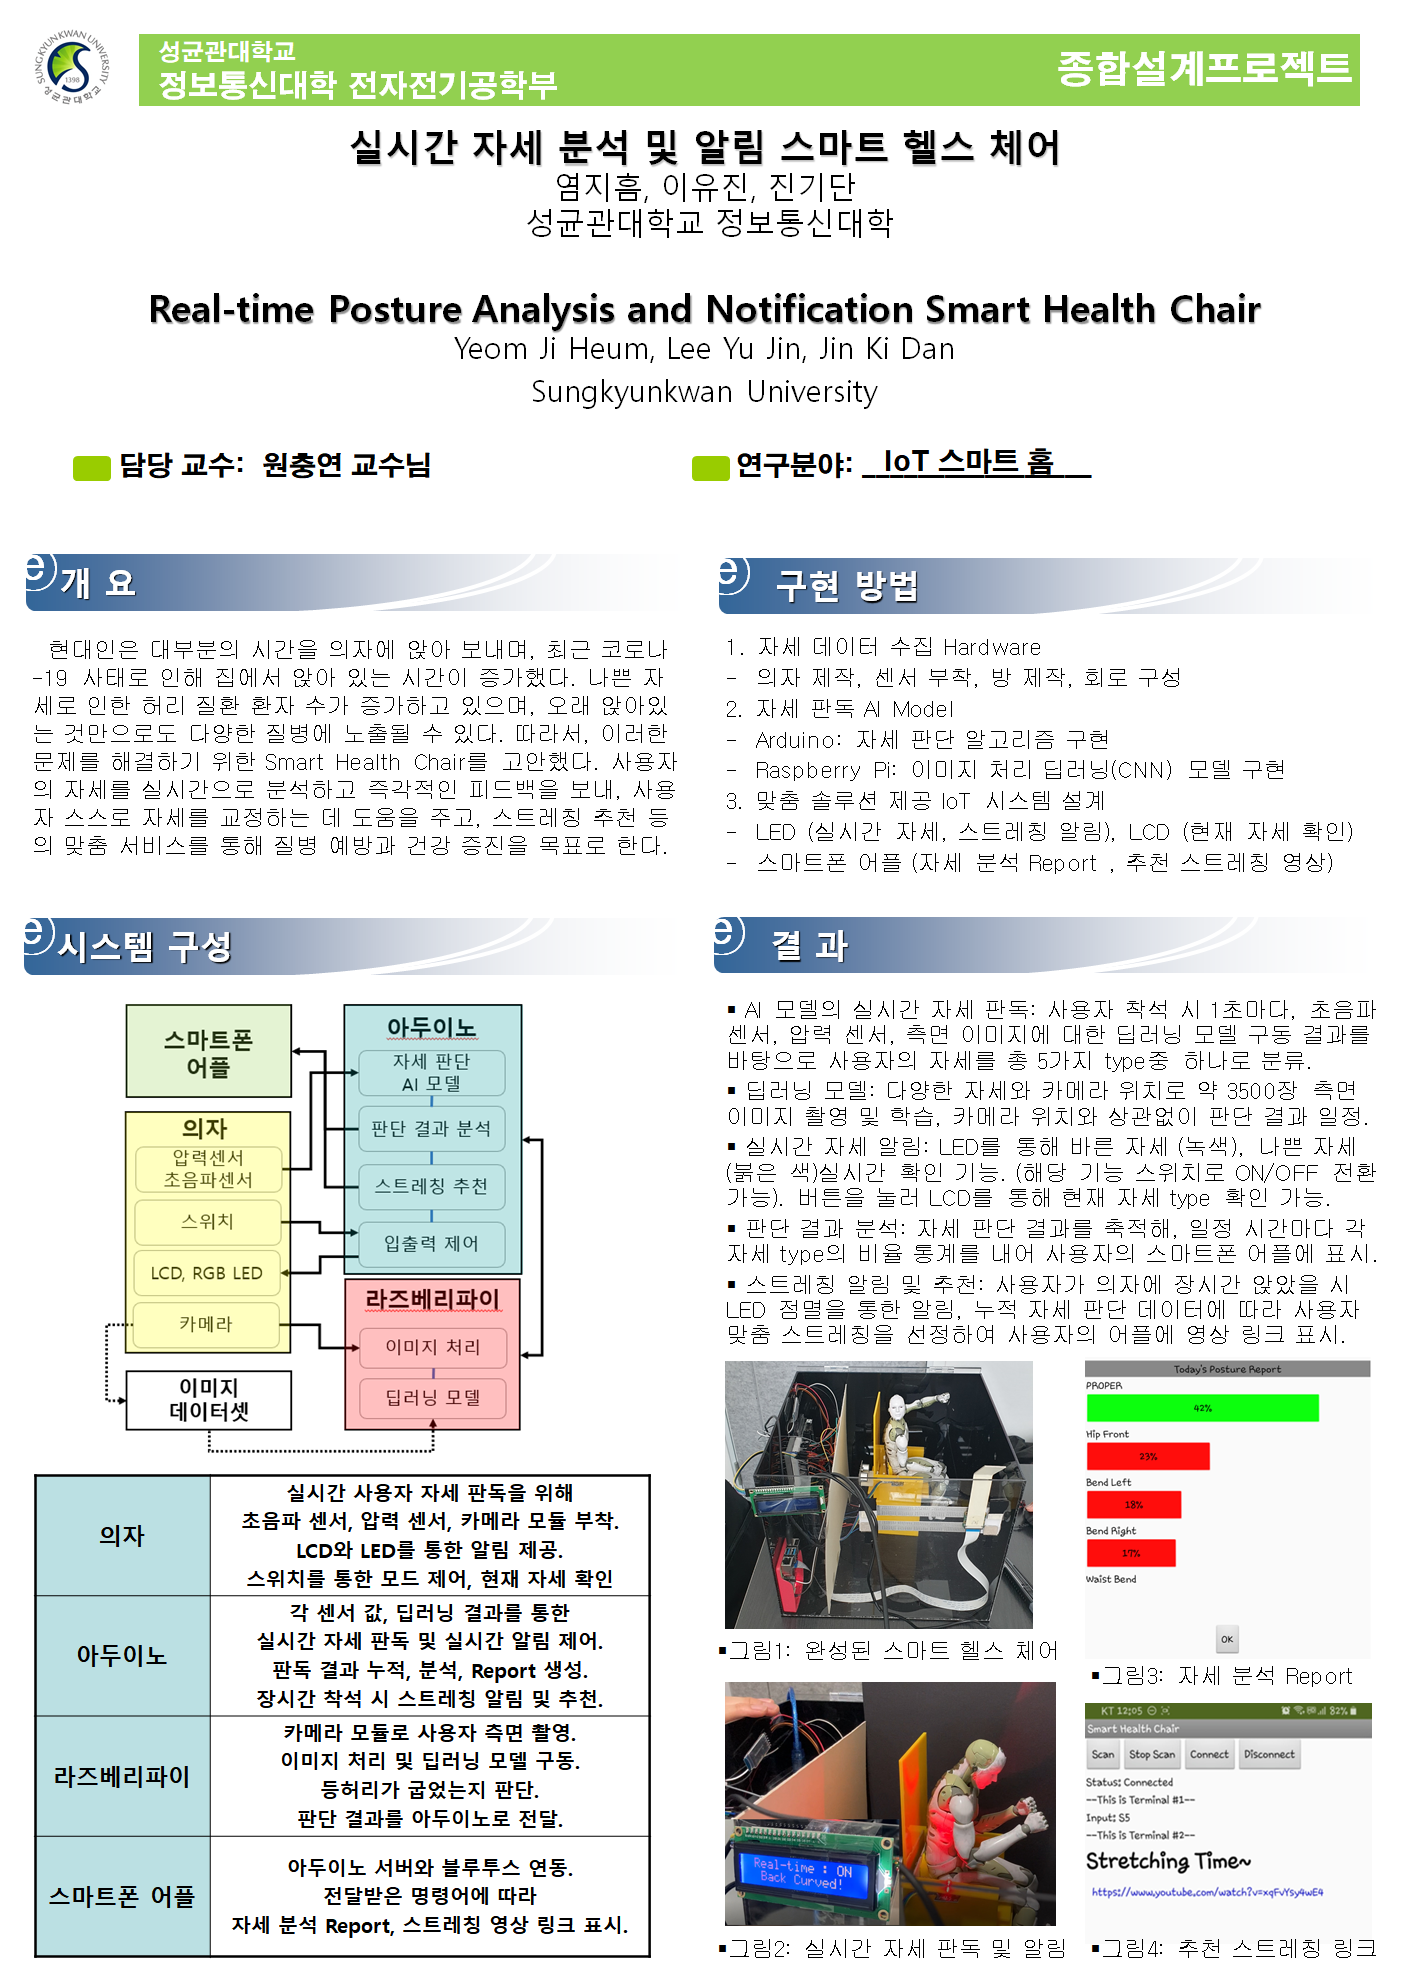 SUNGKYUNKWAN UNIVERSITY
1398
성균관대학교
성균관대학교
정보통신대학 전자전기공학부
종합설계프로젝트
실시간 자세 분석 및 알림 스마트 헬스 체어
염지흠, 이유진, 진기단
성균관대학교 정보통신대학
Real-time Posture Analysis and Notification Smart Health Chair
Yeom Ji Heum, Lee Yu Jin, Jin Ki Dan
Sungkyunkwan University
담당 교수: 원충연 교수님
연구분야: __IoT 스마트 홈__
개 요
현대인은 대부분의 시간을 의자에 앉아 보내며, 최근 코로나
-19 사태로 인해 집에서 앉아 있는 시간이 증가했다. 나쁜 자
세로 인한 허리 질환 환자 수가 증가하고 있으며, 오래 앉아있
는 것만으로도 다양한 질병에 노출될 수 있다. 따라서, 이러한
문제를 해결하기 위한 Smart Health Chair를 고안했다. 사용자
의 자세를 실시간으로 분석하고 즉각적인 피드백을 보내, 사용
자 스스로 자세를 교정하는 데 도움을 주고, 스트레칭 추천 등
의 맞춤 서비스를 통해 질병 예방과 건강 증진을 목표로 한다.
구현 방법
1. 자세 데이터 수집 Hardware
- 의자 제작, 센서 부착, 방 제작, 회로 구성
2. 자세 판독 AI Model
- Arduino: 자세 판단 알고리즘 구현
- Raspberry Pi: 이미지 처리 딥러닝(CNN) 모델 구현
3. 맞춤 솔루션 제공 IoT 시스템 설계
- LED (실시간 자세, 스트레칭 알림), LCD (현재 자세 확인)
- 스마트폰 어플 (자세 분석 Report , 추천 스트레칭 영상)
시스템 구성
스마트폰
어플
의자
압력센서
초음파센서
스위치
LCD, RGB LED
카메라
이미지
데이터셋
아두이노
자세 판단
AI 모델
판단 결과 분석
스트레칭 추천
입출력 제어
라즈베리파이
이미지 처리
딥러닝 모델
의자
실시간 사용자 자세 판독을 위해
초음파 센서, 압력 센서, 카메라 모듈 부착.
LCD와 LED를 통한 알림 제공.
스위치를 통한 모드 제어, 현재 자세 확인
아두이노
각 센서 값, 딥러닝 결과를 통한
실시간 자세 판독 및 실시간 알림 제어.
판독 결과 누적, 분석, Report 생성.
장시간 착석 시 스트레칭 알림 및 추천.
라즈베리파이
카메라 모듈로 사용자 측면 촬영.
이미지 처리 및 딥러닝 모델 구동.
등허리가 굽었는지 판단.
판단 결과를 아두이노로 전달.
스마트폰 어플
아두이노 서버와 블루투스 연동.
전달받은 명령어에 따라
자세 분석 Report, 스트레칭 영상 링크 표시.
결 과
▪ AI 모델의 실시간 자세 판독: 사용자 착석 시 1초마다, 초음파
센서, 압력 센서, 측면 이미지에 대한 딥러닝 모델 구동 결과를
바탕으로 사용자의 자세를 총 5가지 type중 하나로 분류.
▪ 딥러닝 모델: 다양한 자세와 카메라 위치로 약 3500장 측면
이미지 촬영 및 학습, 카메라 위치와 상관없이 판단 결과 일정.
▪ 실시간 자세 알림: LED를 통해 바른 자세 (녹색), 나쁜 자세
(붉은 색)실시간 확인 기능. (해당 기능 스위치로 ON/OFF 전환
가능). 버튼을 눌러 LCD를 통해 현재 자세 type 확인 가능.
▪ 판단 결과 분석: 자세 판단 결과를 축적해, 일정 시간마다 각
자세 type의 비율 통계를 내어 사용자의 스마트폰 어플에 표시.
▪ 스트레칭 알림 및 추천: 사용자가 의자에 장시간 앉았을 시
LED 점멸을 통한 알림, 누적 자세 판단 데이터에 따라 사용자
맞춤 스트레칭을 선정하여 사용자의 어플에 영상 링크 표시.
▪그림1: 완성된 스마트 헬스 체어
Today's Posture Report
PROPER
42%
Hip Front
23%
Bend Left
18%
Bend Right
17%
Waist Bend
OK
▪그림3: 자세 분석 Report
Real-time : ON
Back Curved!
▪그림2: 실시간 자세 판독 및 알림
KT 12:05 82%
Smart Health Chair
Scan Stop Scan Connect Disconnect
Status: Connected
--This is Terminal #1--
Input: S5
--This is Terminal #2--
Stretching Time~
https://www.youtube.com/watch?v=xqFvYsy4wE4
▪그림4: 추천 스트레칭 링크